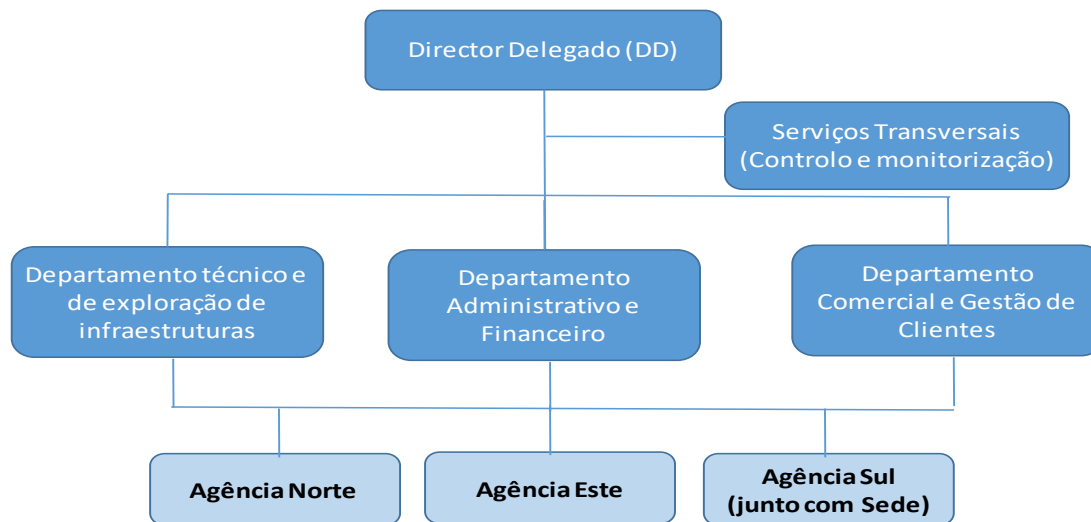 Director Delegado (DD)
Serviços Transversais
(Controlo e monitorização)
Departamento técnico e
de exploração de
infraestruturas
Departamento
Administrativo e
Financeiro
Departamento
Comercial e Gestão de
Clientes
Agência Norte
Agência Este
Agência Sul
(junto com Sede)